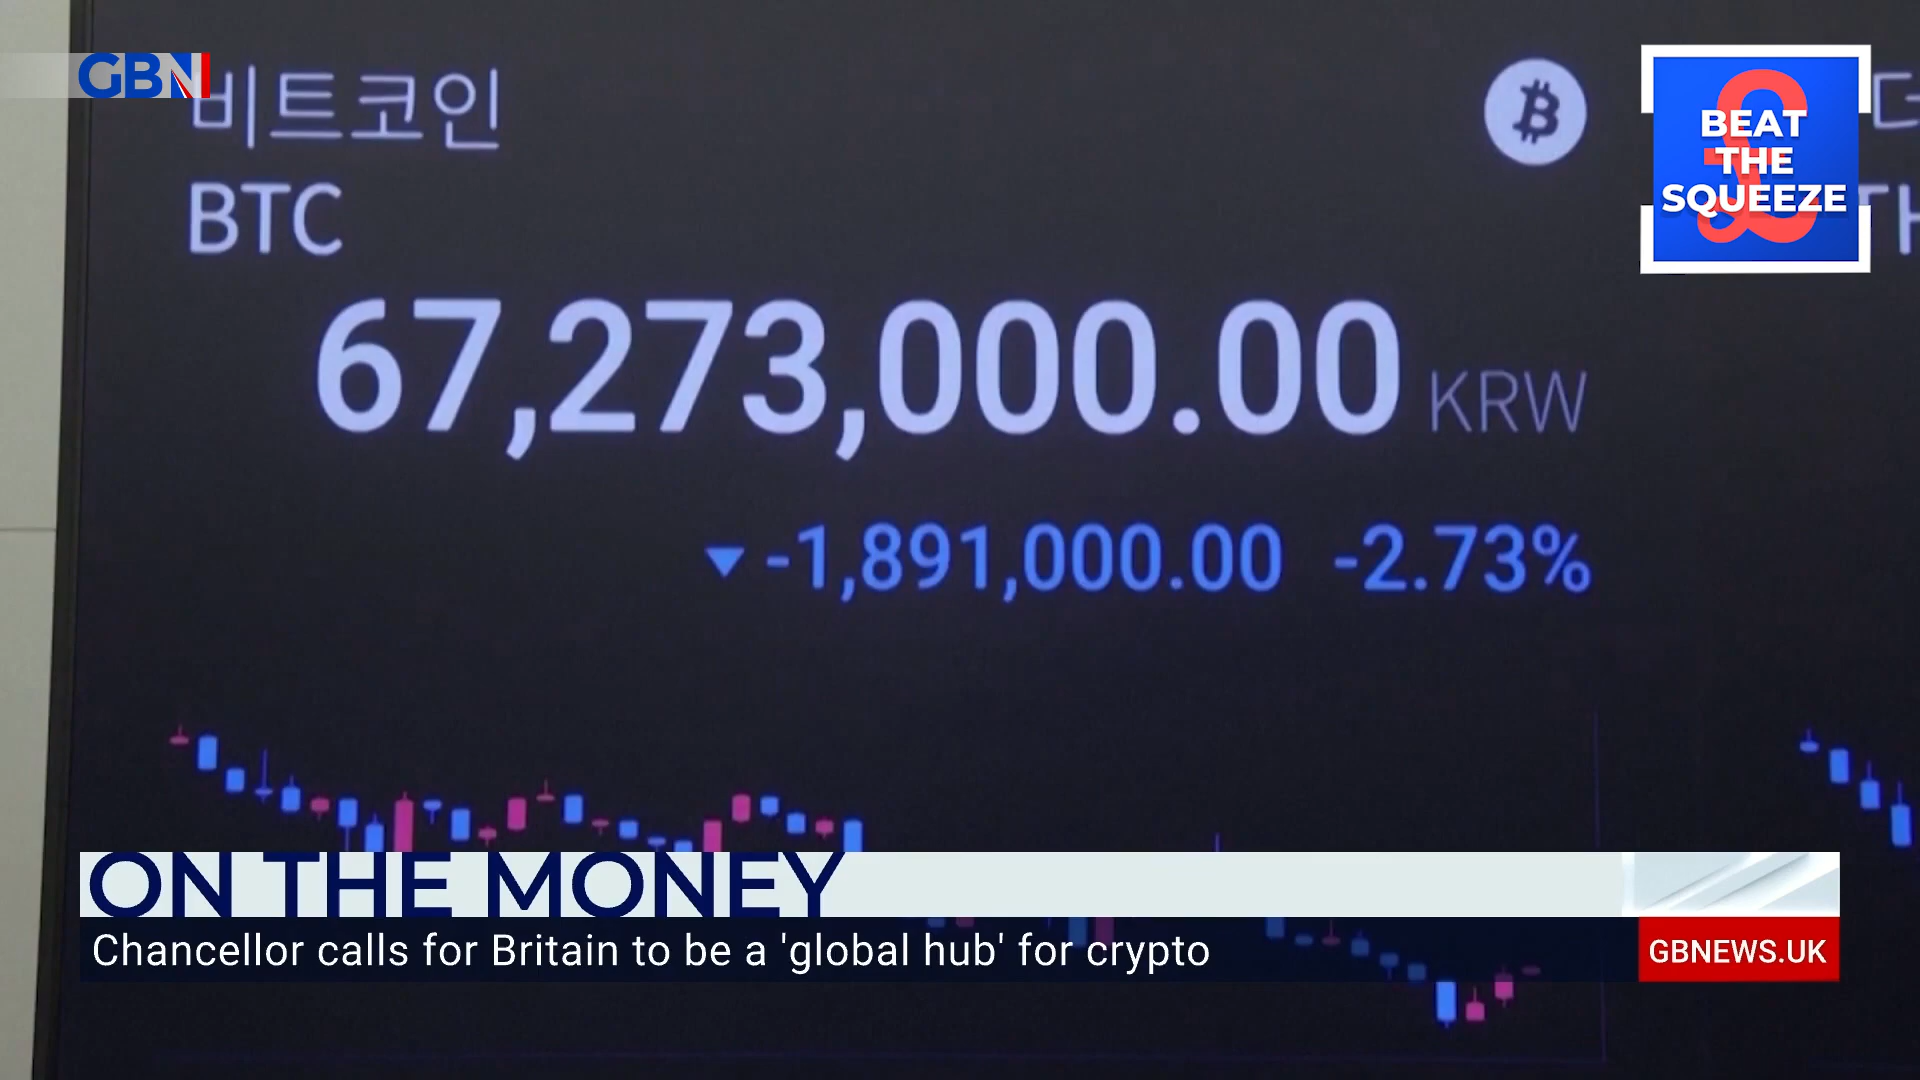 GBN
비트코인
BTC
67,273,000.00 KRW
▼ -1,891,000.00 -2.73%
BEAT
THE
SQUEEZE
ON THE MONEY
Chancellor calls for Britain to be a 'global hub' for crypto
GBNEWS.UK